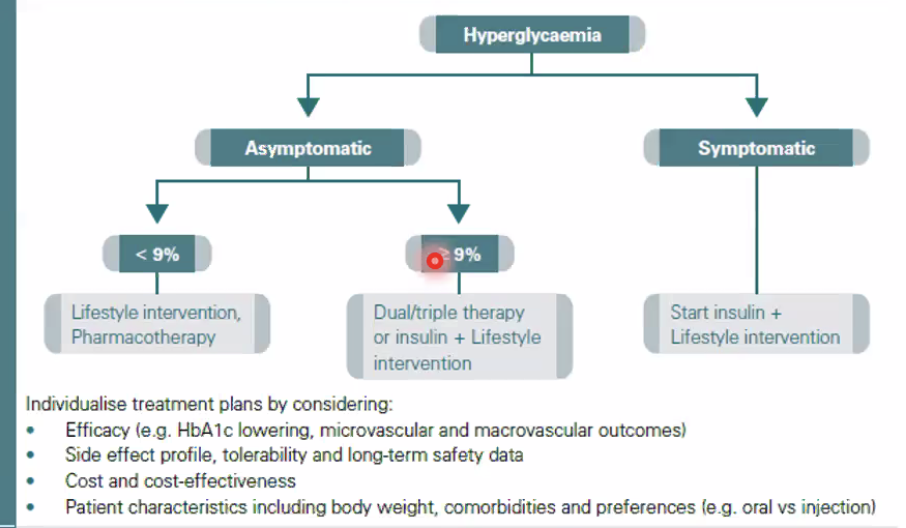 Hyperglycaemia
Asymptomatic
Symptomatic
< 9%
≥ 9%
Lifestyle intervention,
Pharmacotherapy
Dual/triple therapy
or insulin + Lifestyle
intervention
Start insulin +
Lifestyle intervention
Individualise treatment plans by considering:
• Efficacy (e.g. HbA1c lowering, microvascular and macrovascular outcomes)
• Side effect profile, tolerability and long-term safety data
• Cost and cost-effectiveness
• Patient characteristics including body weight, comorbidities and preferences (e.g. oral vs injection)